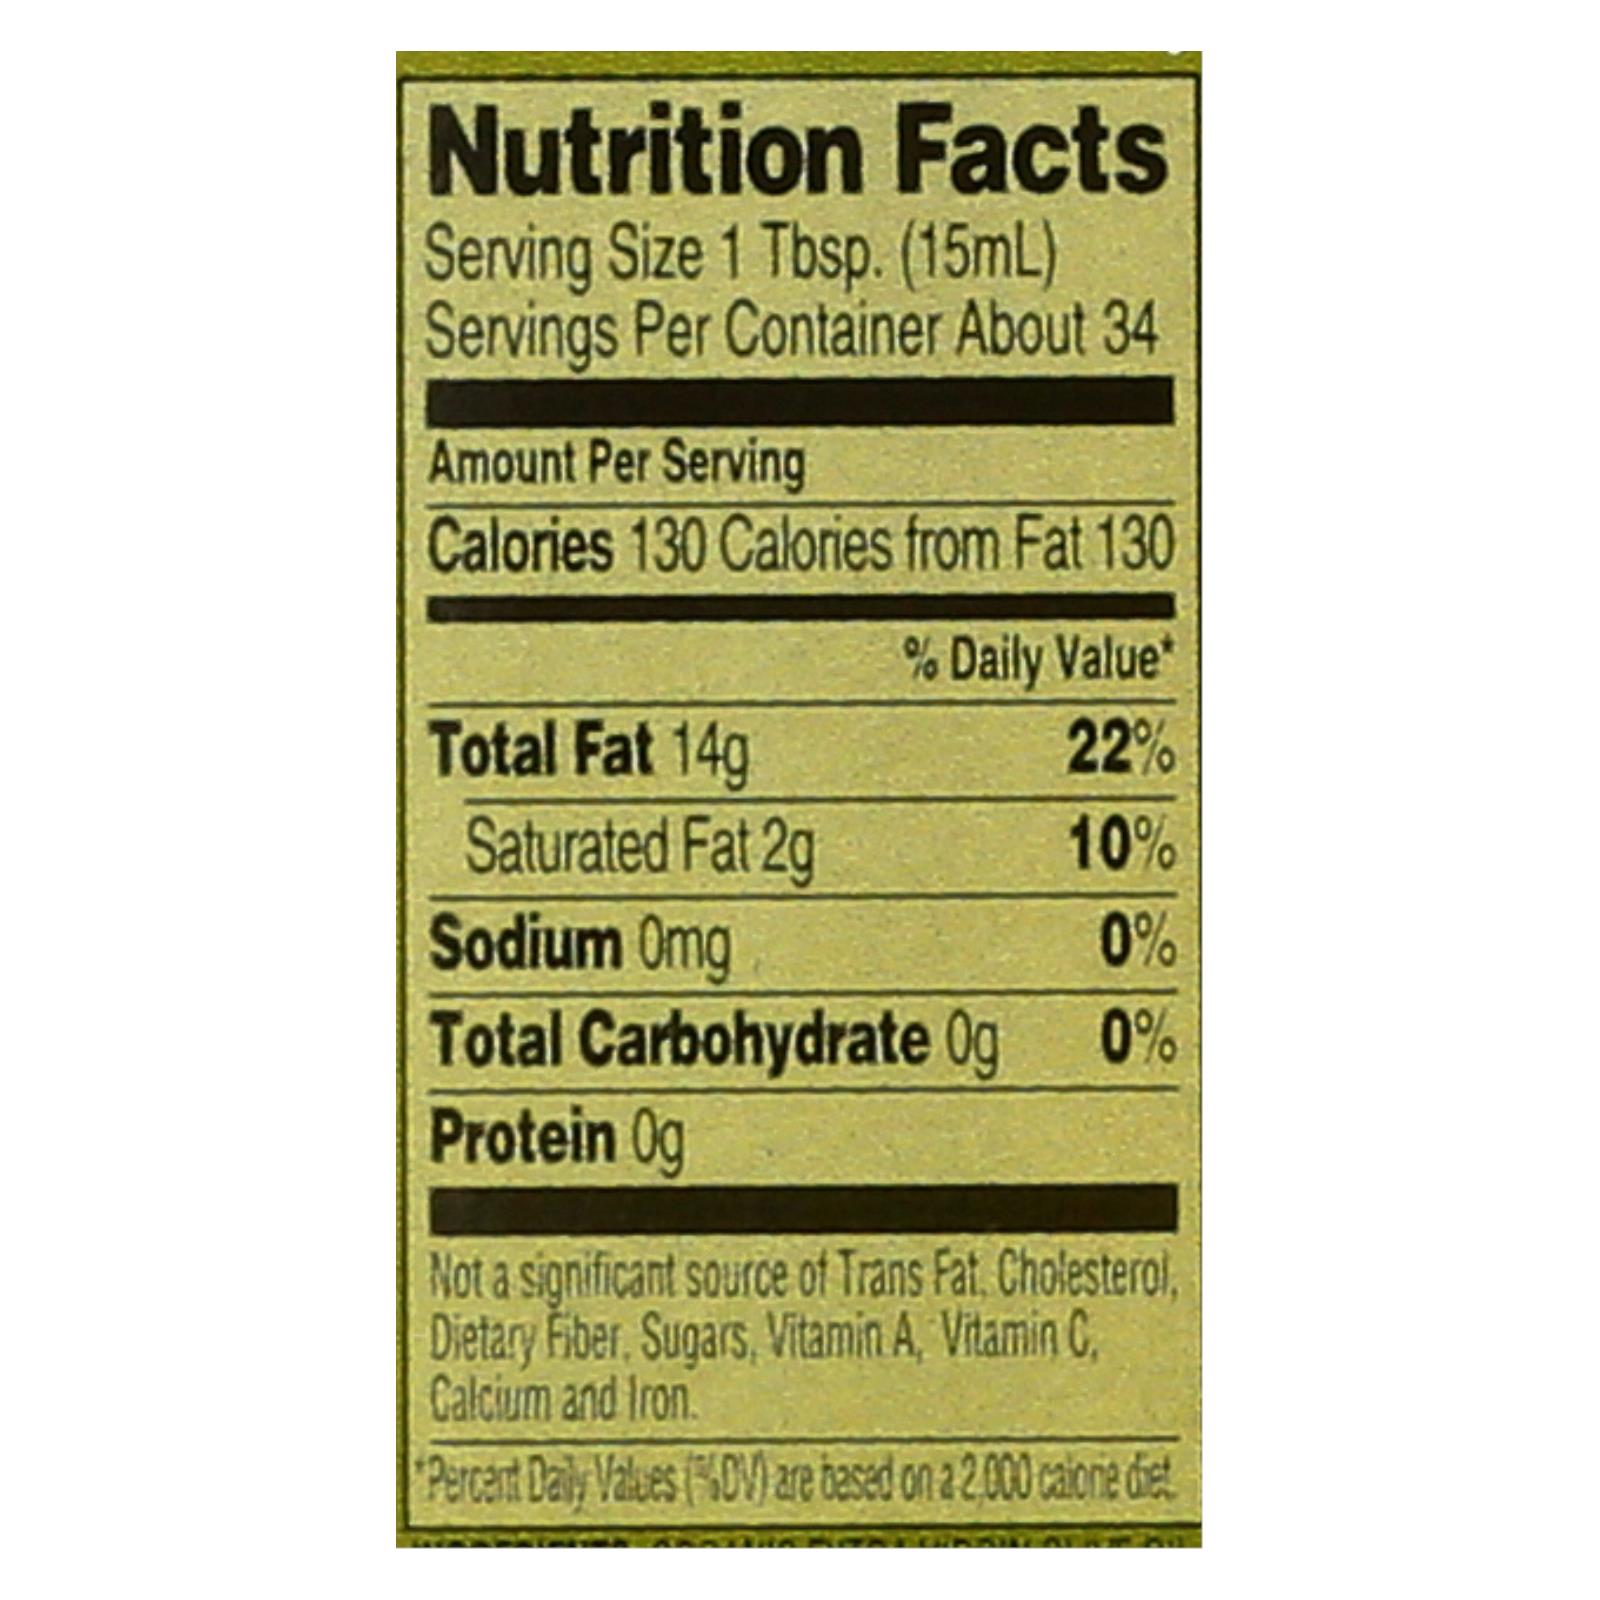 Nutrition Facts
Serving Size 1 Tbsp. (15mL)
Servings Per Container About 34
Amount Per Serving
Calories 130 Calories from Fat 130
% Daily Value*
Total Fat 14g 22%
Saturated Fat 2g 10%
Sodium 0mg 0%
Total Carbohydrate 0g 0%
Protein 0g
Not a significant source of Trans Fat, Cholesterol,
Dietary Fiber, Sugars, Vitamin A, Vitamin C,
Calcium and Iron.
*Percent Daily Values (%DV) are based on a 2,000 calorie diet.